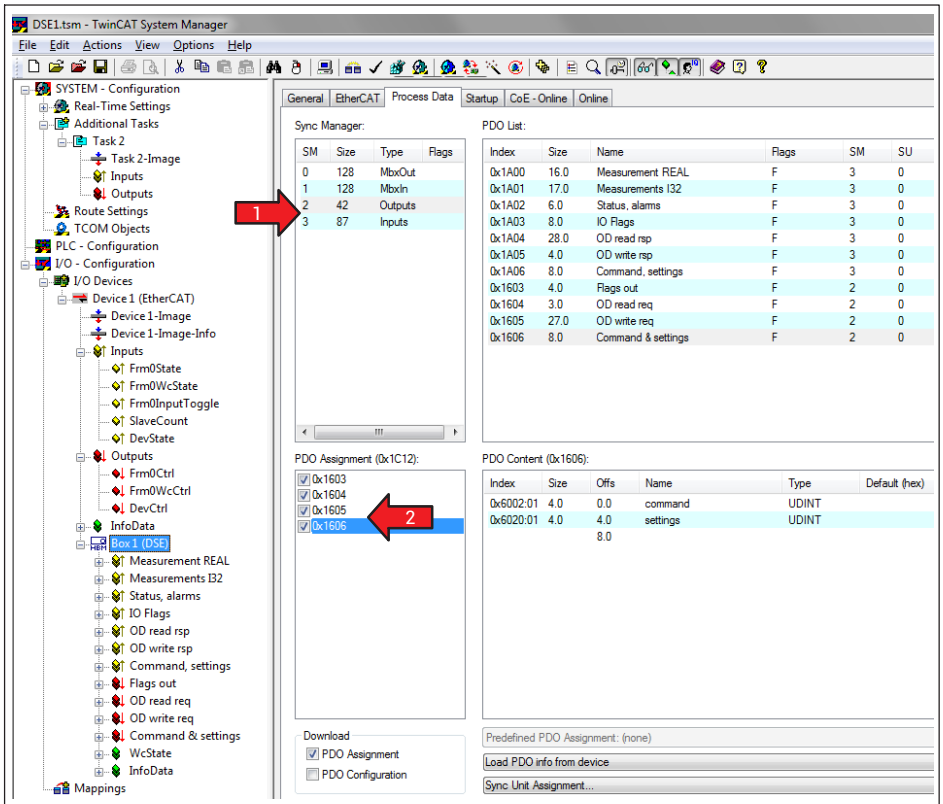 DSE1.tsm - TwinCAT System Manager
File Edit Actions View Options Help
SYSTEM - Configuration
Real-Time Settings
Additional Tasks
Task 2
Task 2-Image
Inputs
Outputs
Route Settings
TCOM Objects
PLC - Configuration
I/O - Configuration
I/O Devices
Device 1 (EtherCAT)
Device 1-Image
Device 1-Image-Info
Inputs
Frm0State
Frm0WcState
Frm0InputToggle
SlaveCount
DevState
Outputs
Frm0Ctrl
Frm0WcCtrl
DevCtrl
InfoData
HBM Box 1 (DSE)
Measurement REAL
Measurements I32
Status, alarms
IO Flags
OD read rsp
OD write rsp
Command, settings
Flags out
OD read req
OD write req
Command & settings
WcState
InfoData
Mappings
General EtherCAT Process Data Startup CoE - Online Online
Sync Manager:
SM Size Type Flags
0 128 MbxOut
1 128 MbxIn
2 42 Outputs
3 87 Inputs
1
PDO List:
Index Size Name Flags SM SU
0x1A00 16.0 Measurement REAL F 3 0
0x1A01 17.0 Measurements I32 F 3 0
0x1A02 6.0 Status, alarms F 3 0
0x1A03 8.0 IO Flags F 3 0
0x1A04 28.0 OD read rsp F 3 0
0x1A05 4.0 OD write rsp F 3 0
0x1A06 8.0 Command, settings F 3 0
0x1603 4.0 Flags out F 2 0
0x1604 3.0 OD read req F 2 0
0x1605 27.0 OD write req F 2 0
0x1606 8.0 Command & settings F 2 0
PDO Assignment (0x1C12):
0x1603
0x1604
0x1605
0x1606
2
PDO Content (0x1606):
Index Size Offs Name Type Default (hex)
0x6002:01 4.0 0.0 command UDINT
0x6020:01 4.0 4.0 settings UDINT
8.0
Download
PDO Assignment
PDO Configuration
Predefined PDO Assignment: (none)
Load PDO info from device
Sync Unit Assignment...